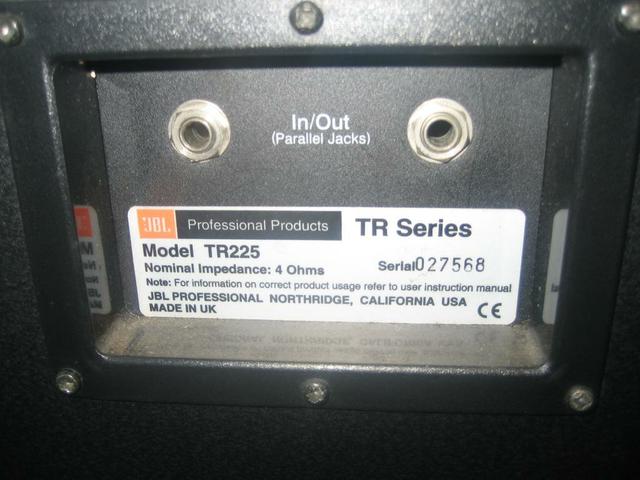 In/Out
(Parallel Jacks)
JBL Professional Products TR Series
Model TR225
Nominal Impedance: 4 Ohms Serial 027568
Note: For information on correct product usage refer to user instruction manual
JBL PROFESSIONAL NORTHRIDGE, CALIFORNIA USA
MADE IN UK CE